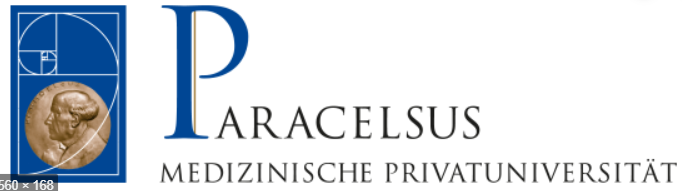 PARACELSUS
MEDIZINISCHE PRIVATUNIVERSITÄT
560 × 168